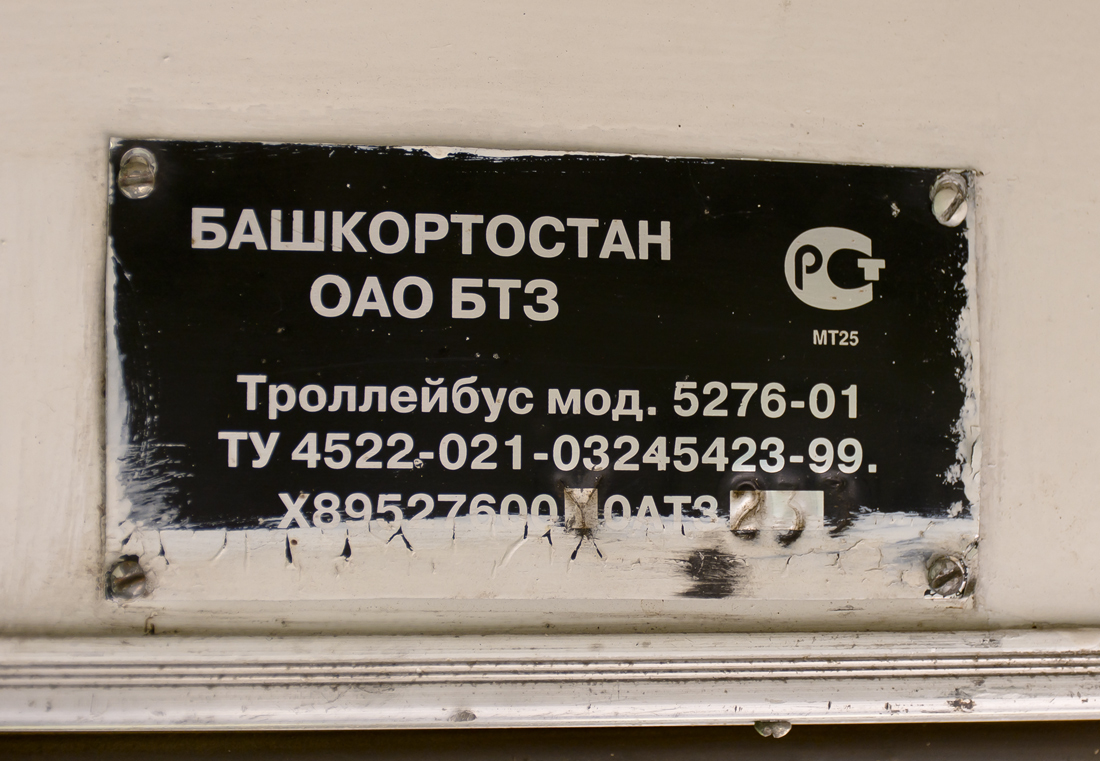 БАШКОРТОСТАН
ОАО БТЗ
РСТ
МТ25
Троллейбус мод. 5276-01
ТУ 4522-021-03245423-99.